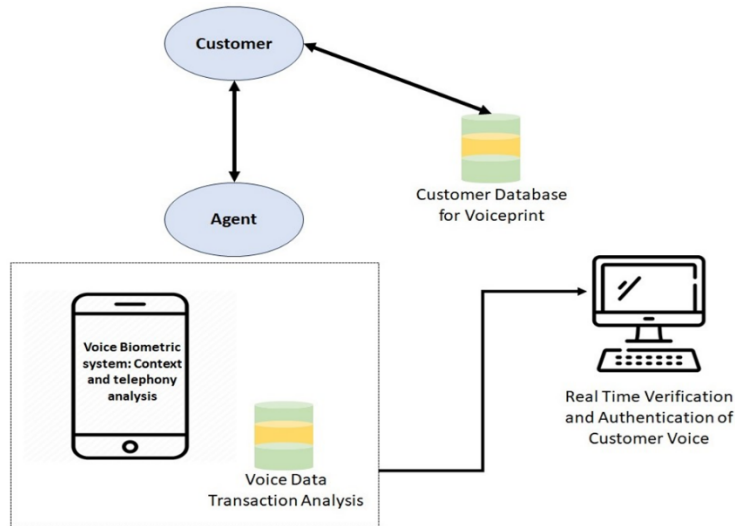 Customer
Customer Database
for Voiceprint
Agent
Voice Biometric
system: Context
and telephony
analysis
Voice Data
Transaction Analysis
Real Time Verification
and Authentication of
Customer Voice